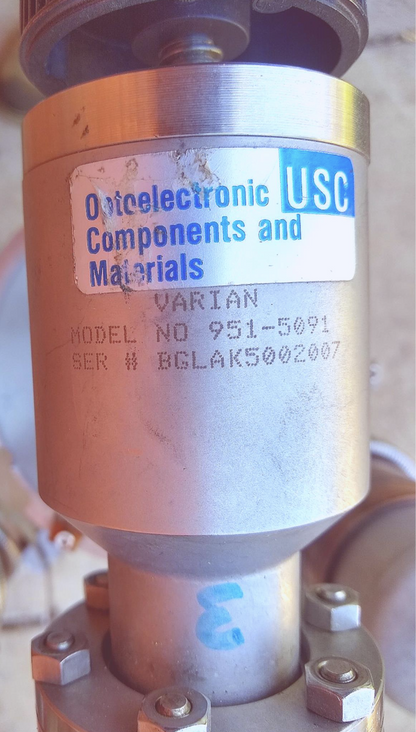 Optoelectronic USC
Components and
Materials
VARIAN
MODEL NO 951-5091
SER # BGLAK5002007
3